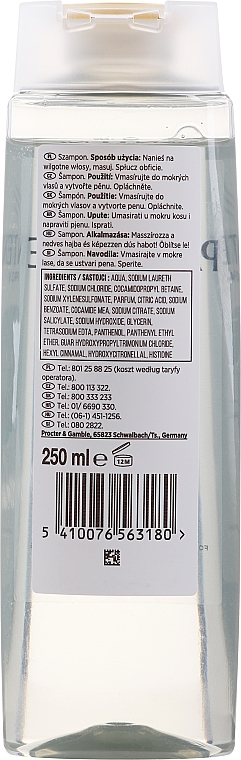 PL Szampon. Sposób użycia: Nanieś na
wilgotne włosy, masuj. Spłucz obficie.
CZ Šampon. Použití: Vmasírujte do mokrých
vlasů a vytvořte pěnu. Opláchněte.
SK Šampón. Použitie: Vmasírujte do
mokrých vlasov a vytvorte penu. Opláchnite.
HR Šampon. Upute: Umasirati u mokru kosu i
napraviti pjenu. Isprati.
HU Sampon. Alkalmazása: Masszírozza a
nedves hajba és képezzen dús habot! Öblítse le!
SI Šampon. Navodila: Vmasirajte v mokre
lase, da se ustvari pena. Sperite.
INGREDIENTS / SASTOJCI: AQUA, SODIUM LAURETH
SULFATE, SODIUM CHLORIDE, COCAMIDOPROPYL BETAINE,
SODIUM XYLENESULFONATE, PARFUM, CITRIC ACID, SODIUM
BENZOATE, COCAMIDE MEA, SODIUM CITRATE, SODIUM
SALICYLATE, SODIUM HYDROXIDE, GLYCERIN,
TETRASODIUM EDTA, PANTHENOL, PANTHENYL ETHYL
ETHER, GUAR HYDROXYPROPYLTRIMONIUM CHLORIDE,
HEXYL CINNAMAL, HYDROXYCITRONELLAL, HISTIDINE
PL Tel.: 801 25 88 25 (koszt według taryfy
operatora).
CZ Tel.: 800 113 322.
SK Tel.: 800 333 233
HR Tel.: 01/ 6690 330.
HU Tel.: (06-1) 451-1256.
SI Tel.: 080 2822.
Procter & Gamble, 65823 Schwalbach/Ts., Germany
250 ml e 12M
5 410076 563180 >